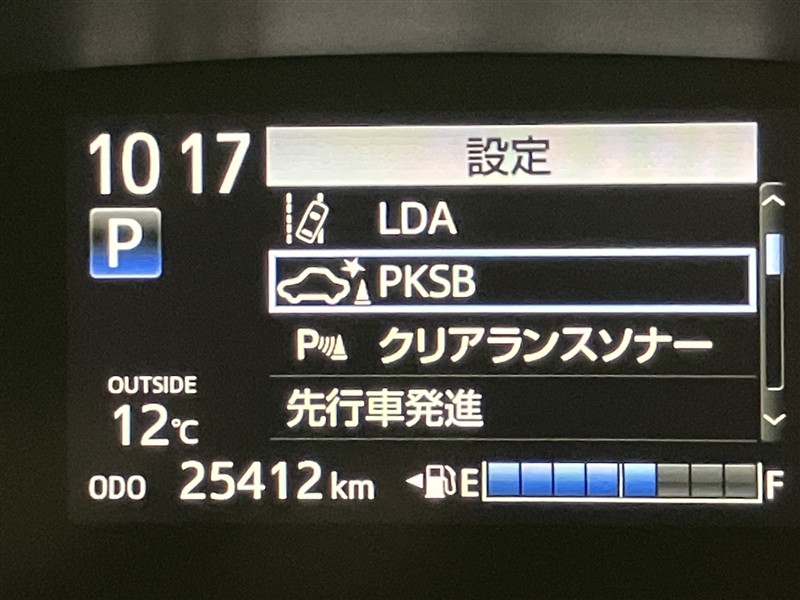 10 17
設定
P
LDA
PKSB
P クリアランスソナー
先行車発進
OUTSIDE
12℃
ODO 25412 km
E F